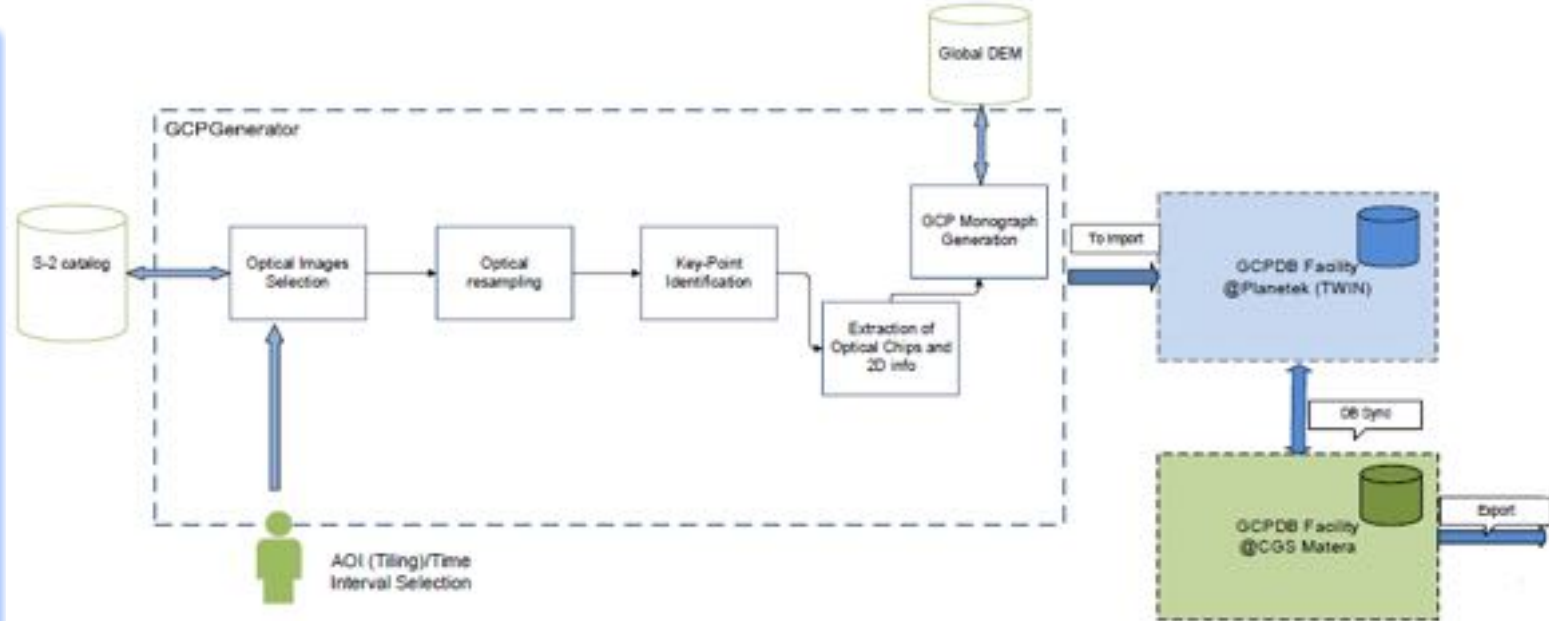 Global DEM
GCPGenerator
S-2 catalog
Optical Images
Selection
Optical
resampling
Key-Point
Identification
Extraction of
Optical Chips and
2D info
GCP Monograph
Generation
To Import
GCPDB Facility
@Planetek (TWIN)
DB Sync
GCPDB Facility
@CGS Matera
Export
AOI (Tilling)/Time
Interval Selection